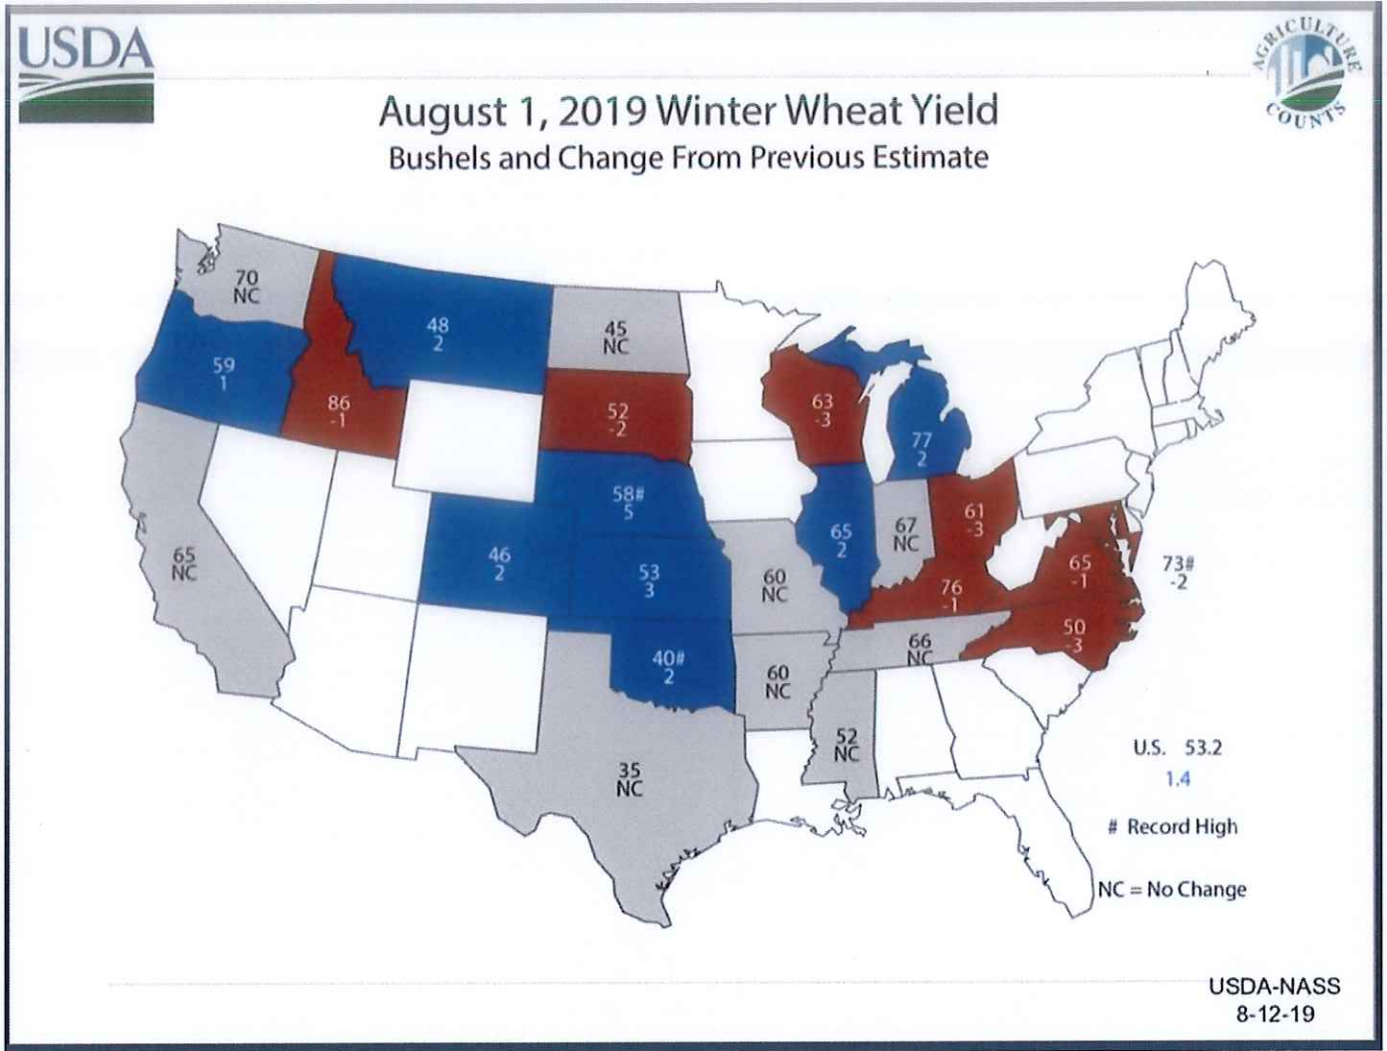 USDA
AGRICULTURE
COUNTS
August 1, 2019 Winter Wheat Yield
Bushels and Change From Previous Estimate
70
NC
48
2
45
NC
59
1
86
-1
52
-2
63
-3
77
2
58#
5
61
-3
65
2
67
NC
46
2
53
3
65
NC
60
NC
76
-1
65
-1
73#
-2
50
-3
66
NC
40#
2
60
NC
52
NC
35
NC
U.S. 53.2
1.4
# Record High
NC = No Change
USDA-NASS
8-12-19